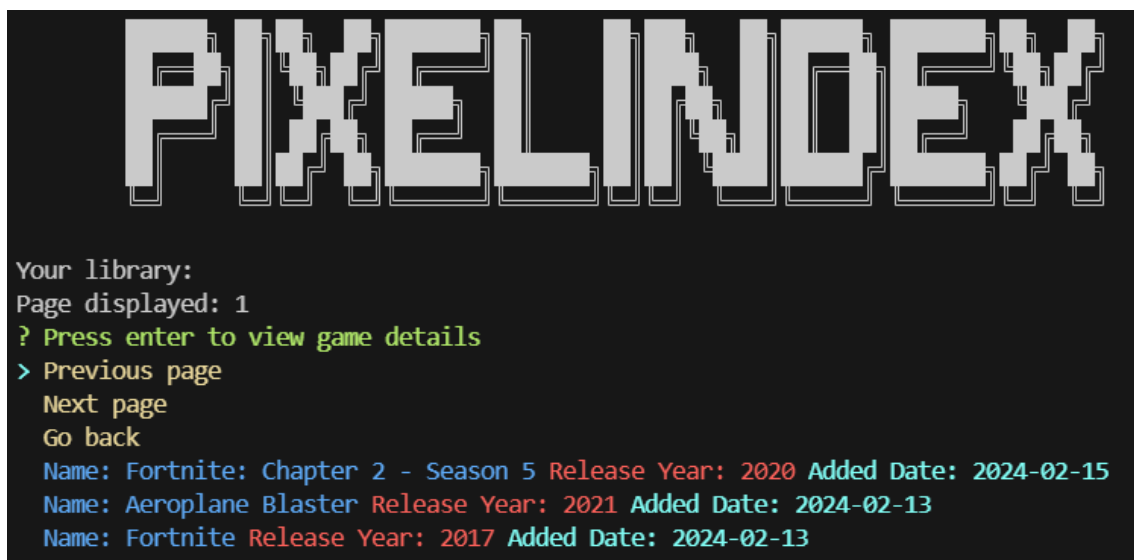 PIXELINDEX
Your library:
Page displayed: 1
? Press enter to view game details
> Previous page
Next page
Go back
Name: Fortnite: Chapter 2 - Season 5 Release Year: 2020 Added Date: 2024-02-15
Name: Aeroplane Blaster Release Year: 2021 Added Date: 2024-02-13
Name: Fortnite Release Year: 2017 Added Date: 2024-02-13